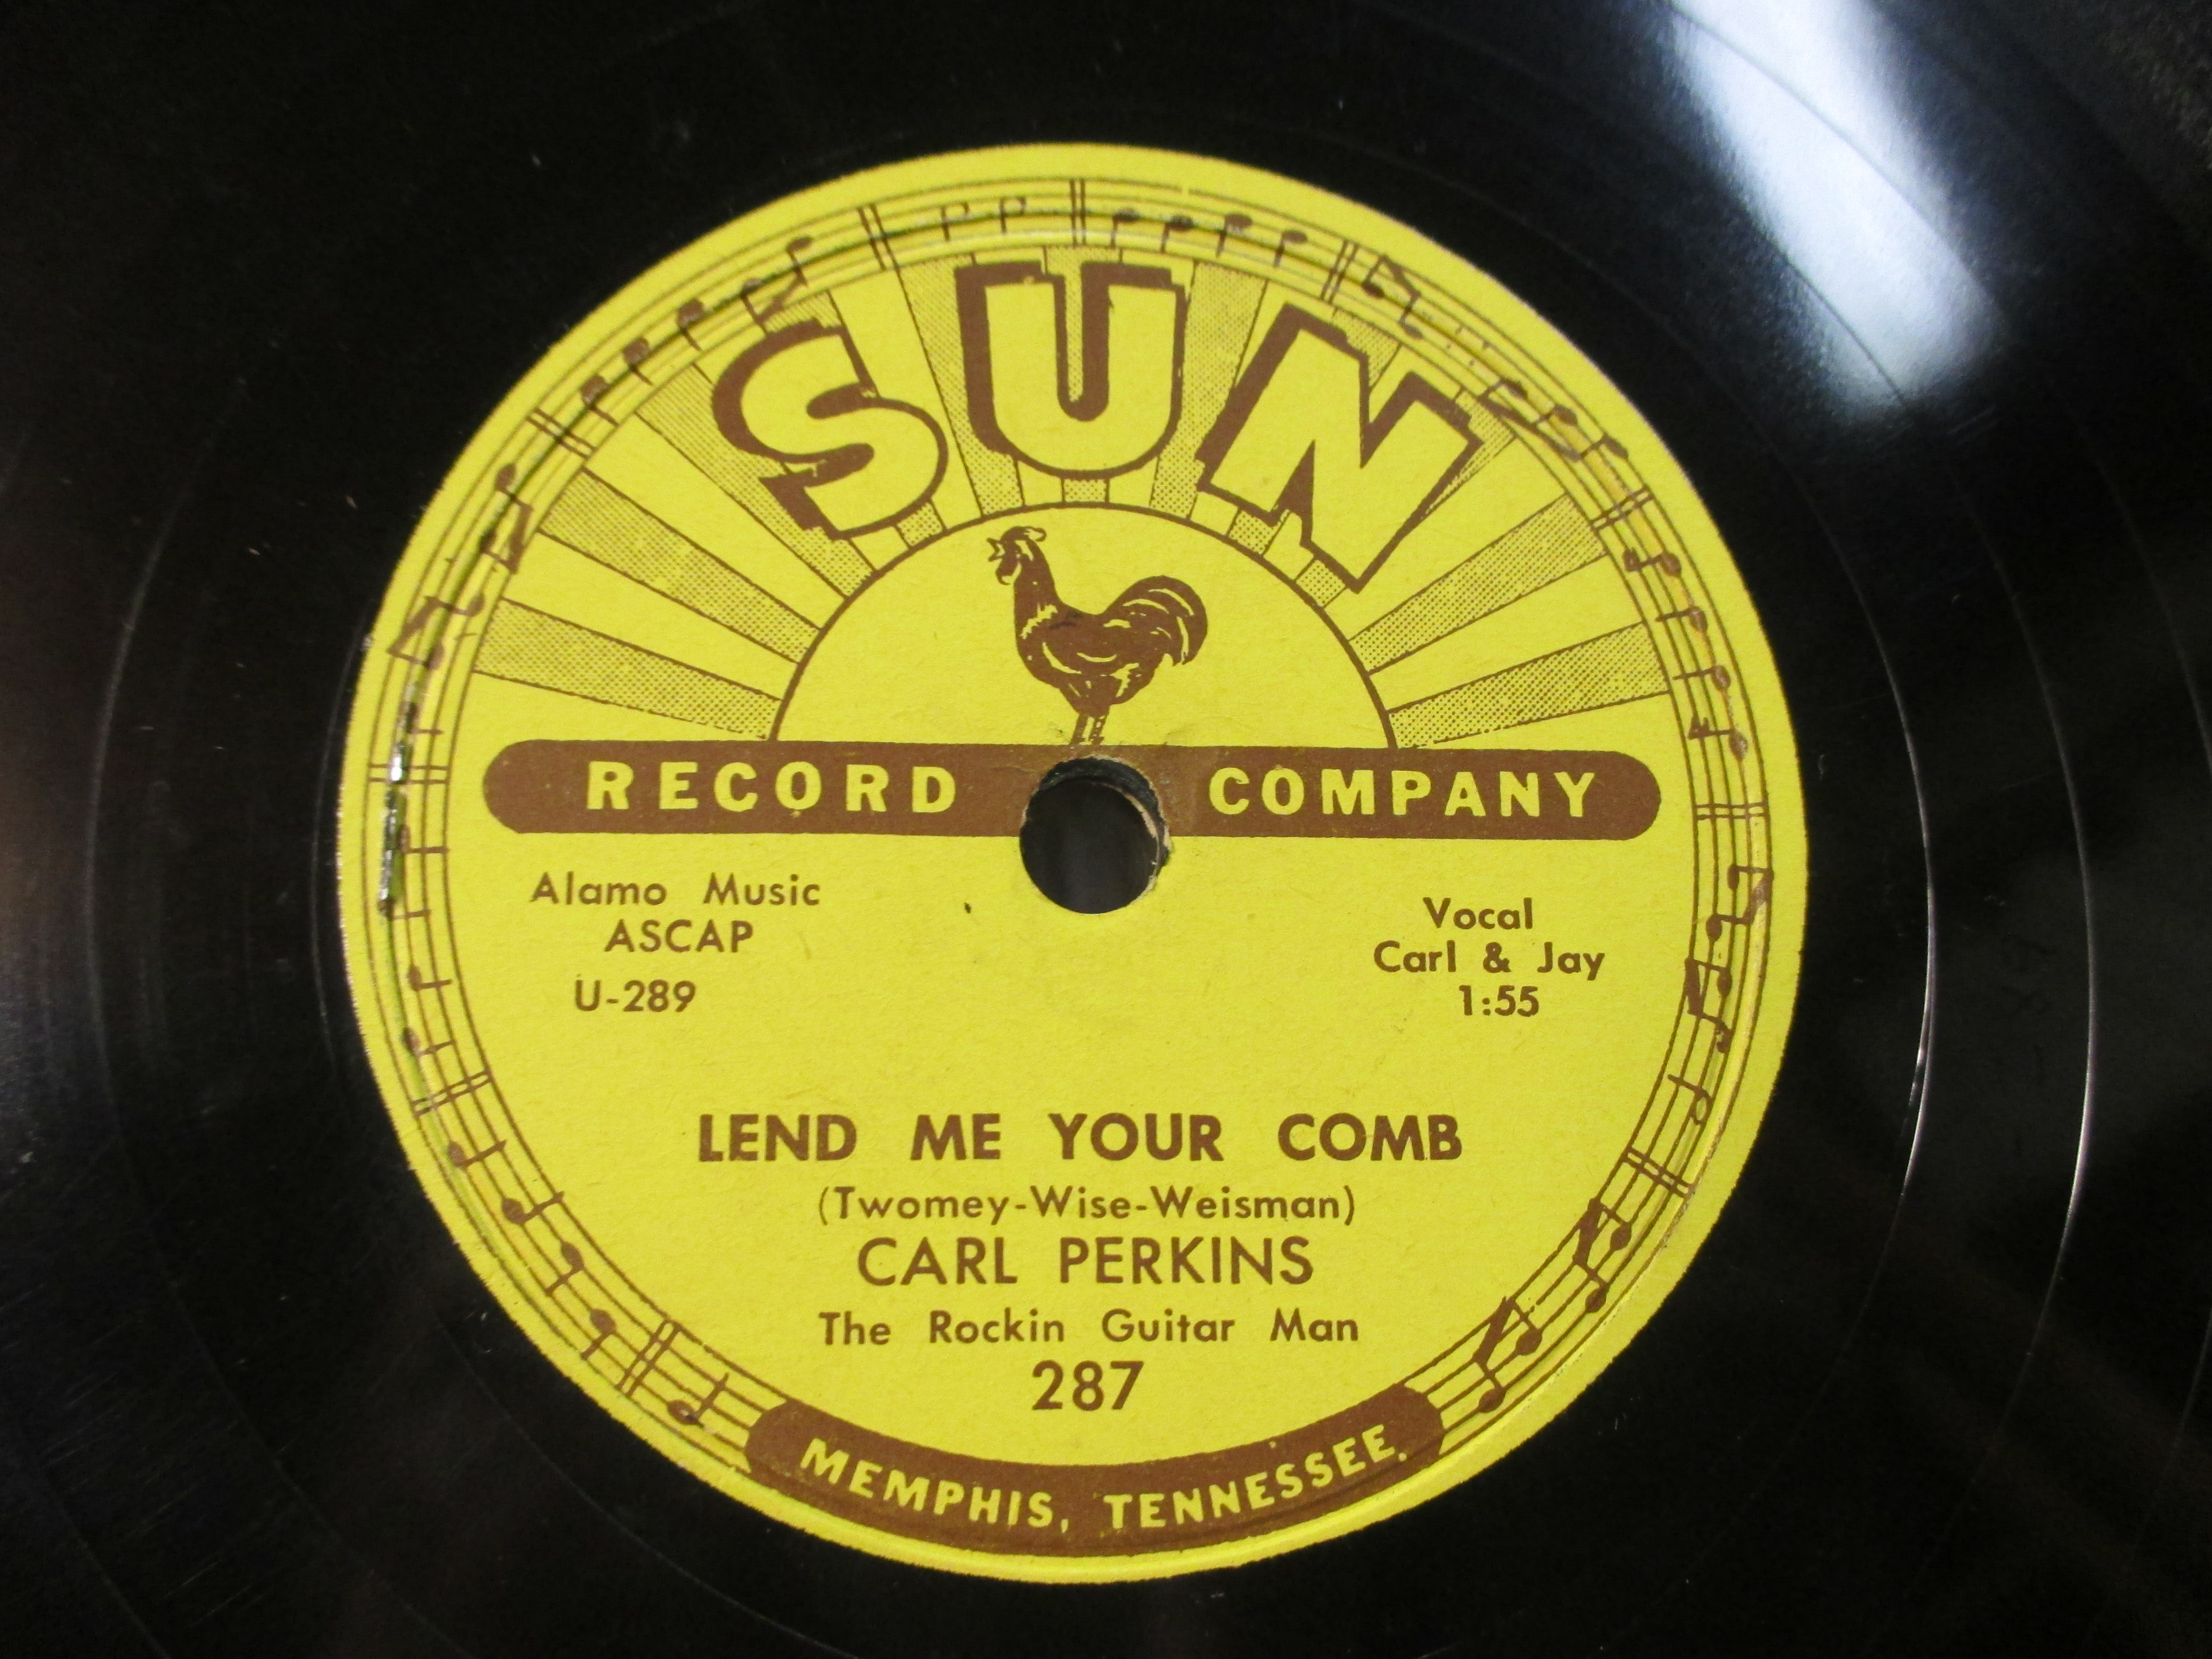 SUN
RECORD COMPANY
Alamo Music
ASCAP
U-289
Vocal
Carl & Jay
1:55
LEND ME YOUR COMB
(Twomey-Wise-Weisman)
CARL PERKINS
The Rockin Guitar Man
287
MEMPHIS, TENNESSEE.